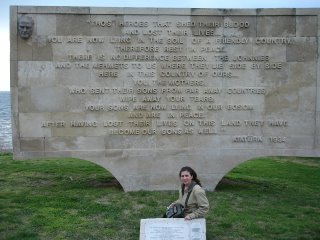 "THOSE HEROES THAT SHED THEIR BLOOD
AND LOST THEIR LIVES
YOU ARE NOW LYING IN THE SOIL OF A FRIENDLY COUNTRY.
THEREFORE REST IN PEACE.
THERE IS NO DIFFERENCE BETWEEN THE JOHNNIES
AND THE MEHMETS TO US WHERE THEY LIE SIDE BY SIDE
HERE IN THIS COUNTRY OF OURS
YOU, THE MOTHERS,
WHO SENT THEIR SONS FROM FAR AWAY COUNTRIES
WIPE AWAY YOUR TEARS
YOUR SONS ARE NOW LYING IN OUR BOSOM
AND ARE IN PEACE.
AFTER HAVING LOST THEIR LIVES ON THIS LAND THEY HAVE
BECOME OUR SONS AS WELL"
ATATÜRK 1934